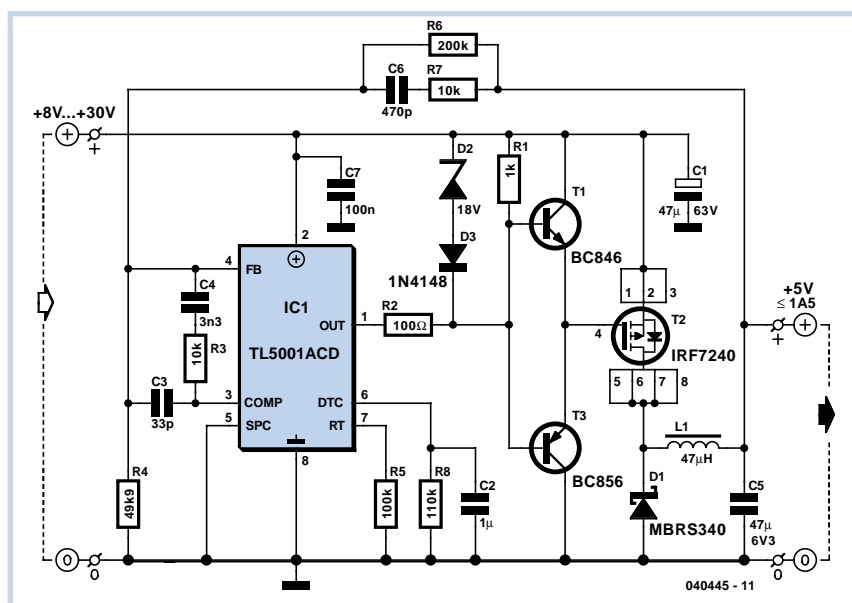 R6
200k
C6
R7
10k
470p
+8V...+30V
+
+
D2
R1
1k
T1
C1
C7
100n
18V
47µ
63V
2
D3
BC846
+5V
≤ 1A5
4
FB
C4
IC1
1N4148
1
2
3
T2
+
+
3n3
OUT
1
R2
100Ω
4
TL5001ACD
IRF7240
10k
R3
5
6
7
8
C3
33p
3
COMP
DTC
6
T3
L1
5
SPC
RT
7
47µH
8
BC856
R4
49k9
R5
100k
R8
110k
C2
1µ
D1
C5
MBRS340
47µ
6V3
0
0
0
0
040445 - 11